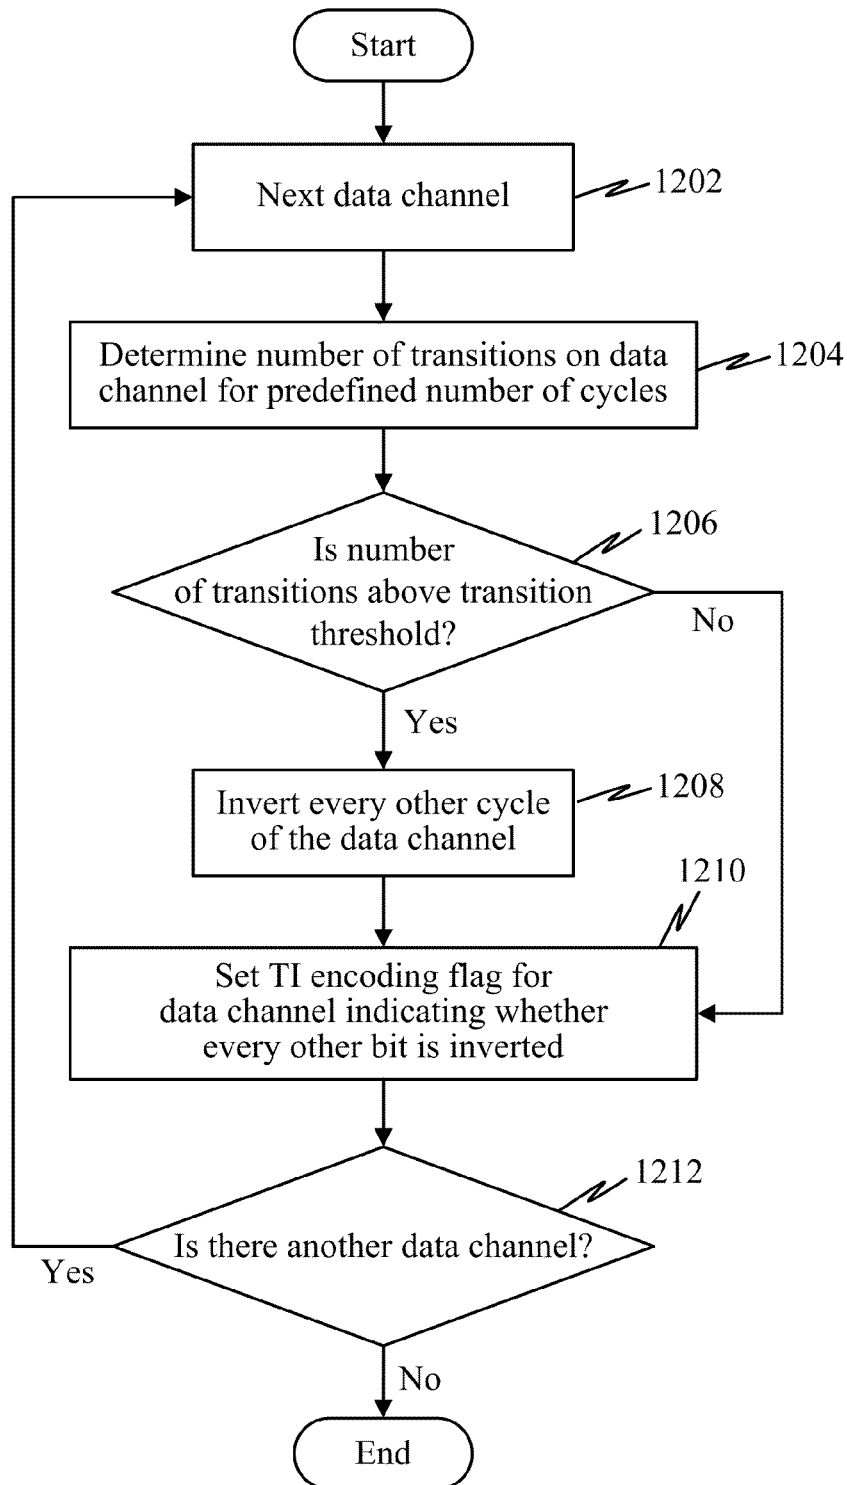 Start
Next data channel
1202
Determine number of transitions on data
channel for predefined number of cycles
1204
1206
Is number
of transitions above transition
threshold?
No
Yes
1208
Invert every other cycle
of the data channel
1210
Set TI encoding flag for
data channel indicating whether
every other bit is inverted
1212
Is there another data channel?
Yes
No
End